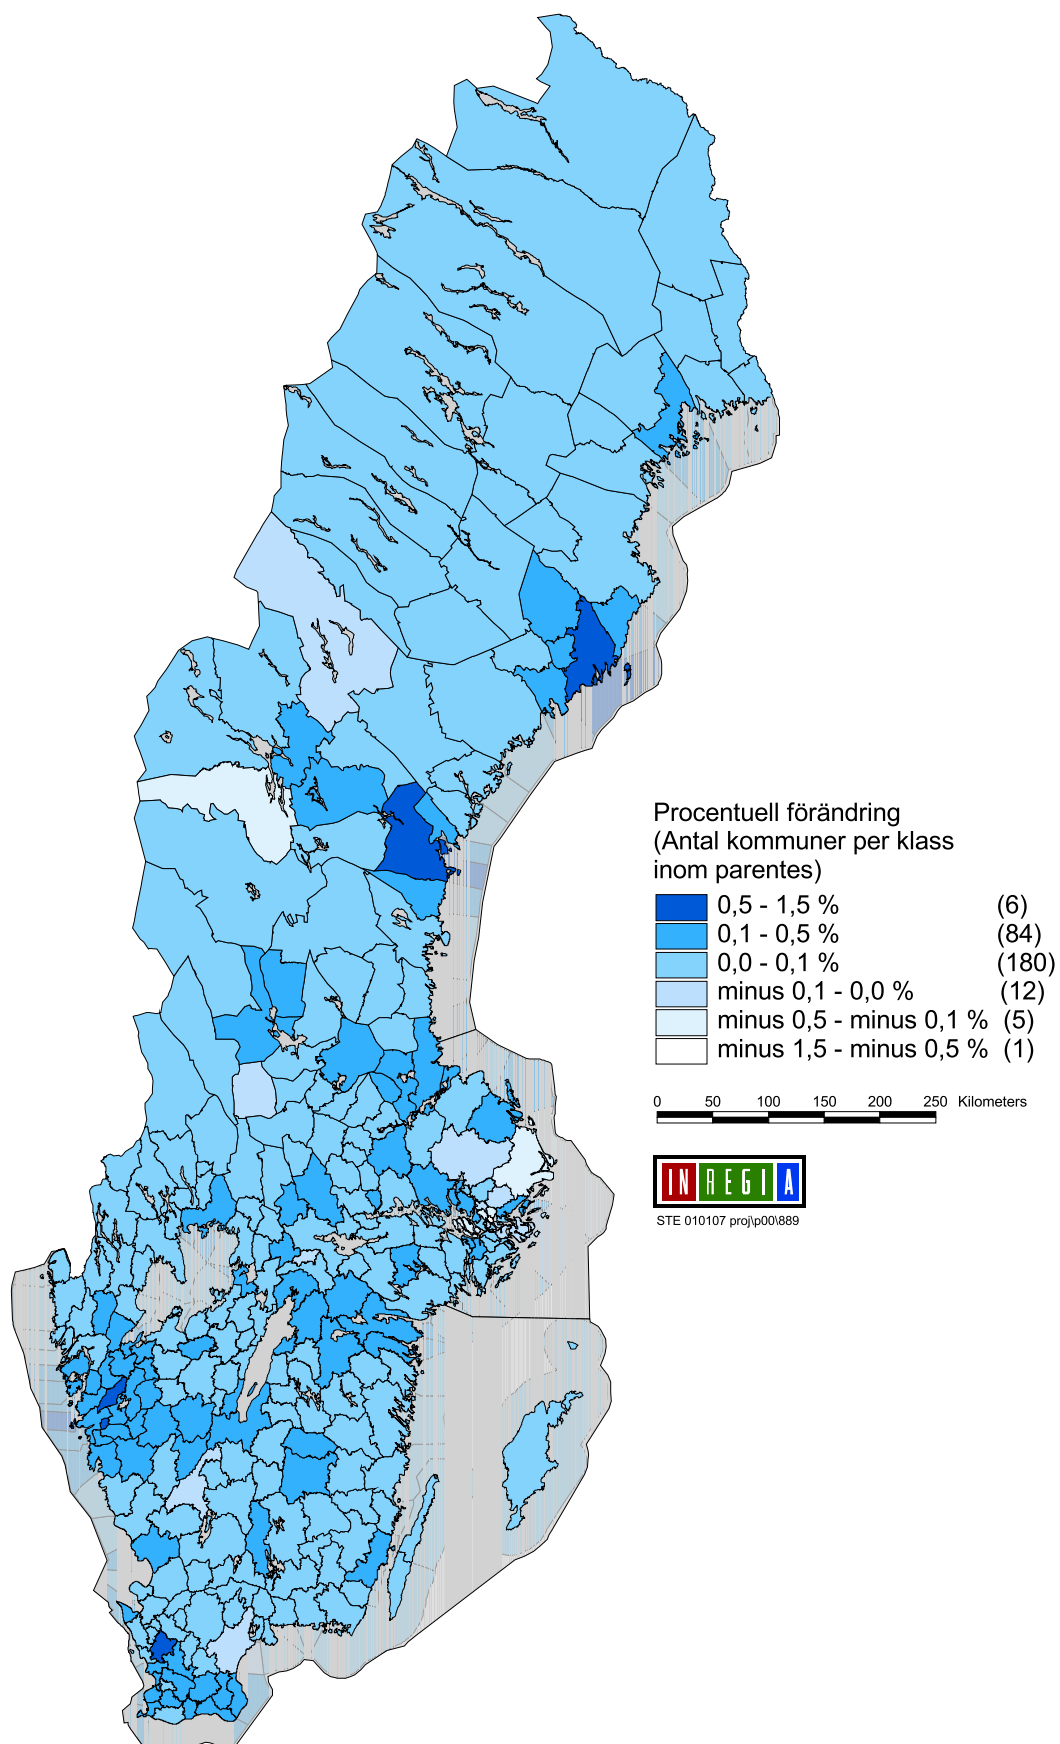 Procentuell förändring
(Antal kommuner per klass
inom parentes)
0,5 - 1,5 % (6)
0,1 - 0,5 % (84)
0,0 - 0,1 % (180)
minus 0,1 - 0,0 % (12)
minus 0,5 - minus 0,1 % (5)
minus 1,5 - minus 0,5 % (1)
0 50 100 150 200 250 Kilometers
INREGIA
STE 010107 proj\p00\889